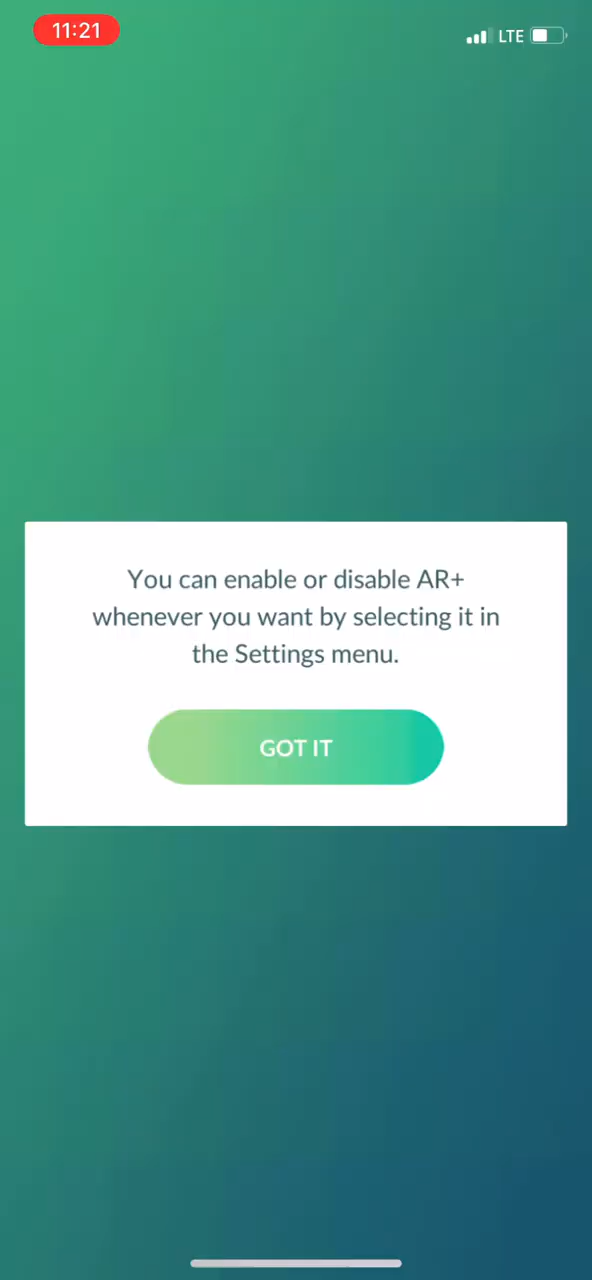 11:21
LTE
You can enable or disable AR+
whenever you want by selecting it in
the Settings menu.
GOT IT